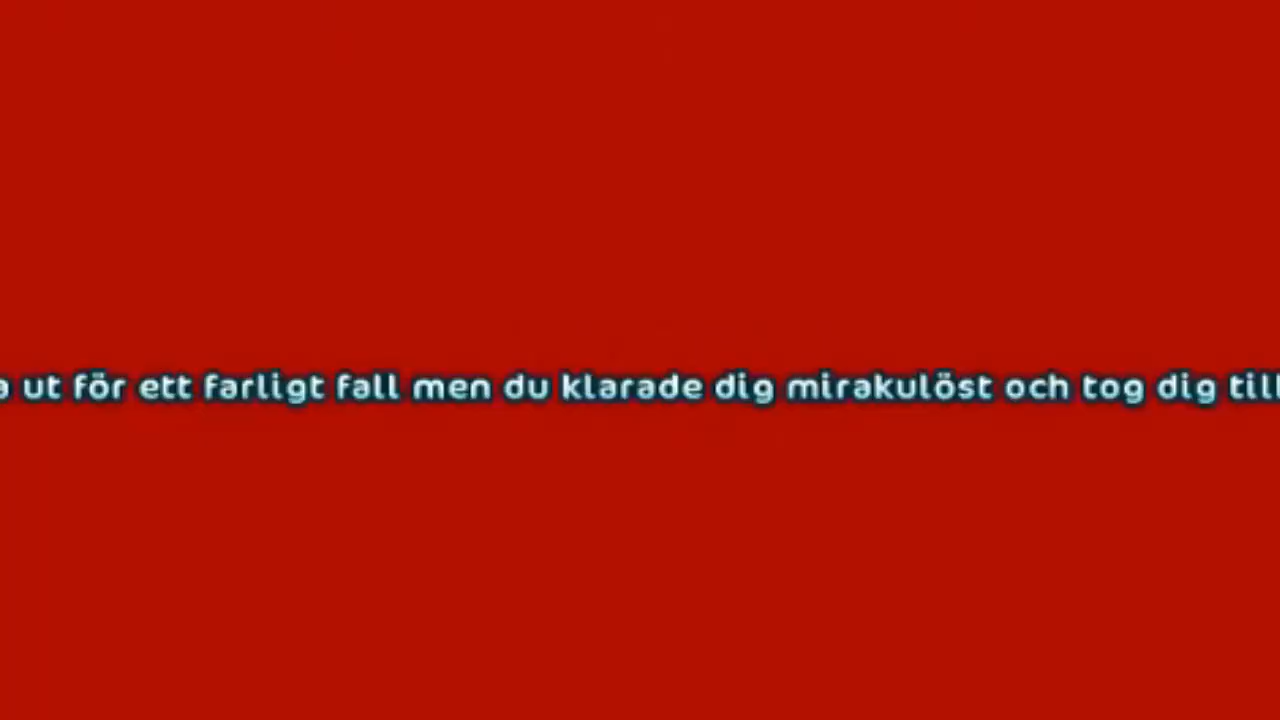 ut för ett farligt fall men du klarade dig mirakulöst och tog dig till